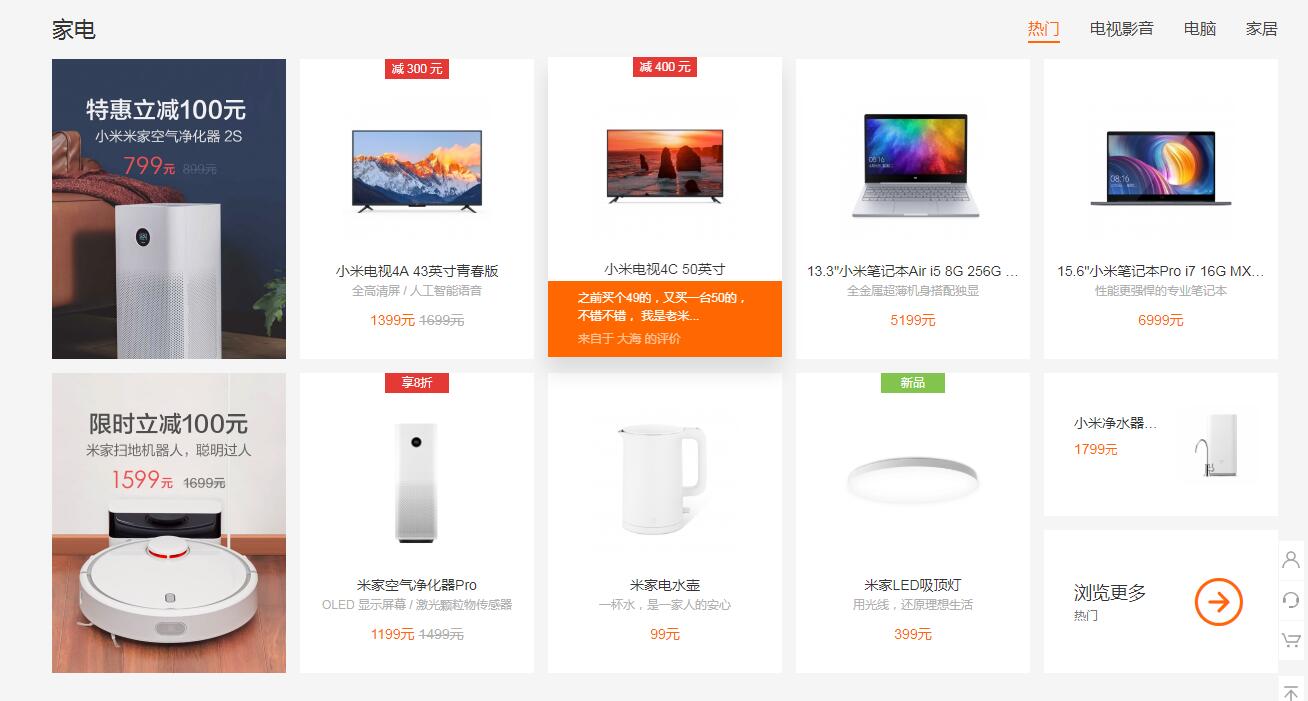 家电
热门
电视影音
电脑
家居
特惠立减100元
小米米家空气净化器 2S
799元 899元
减 300 元
小米电视4A 43英寸青春版
全高清屏 / 人工智能语音
1399元 1699元
减 400 元
小米电视4C 50英寸
之前买个49的，又买一台50的，
不错不错， 我是老米...
来自于 大海 的评价
13.3"小米笔记本Air i5 8G 256G ...
全金属超薄机身搭配独显
5199元
15.6"小米笔记本Pro i7 16G MX...
性能更强悍的专业笔记本
6999元
限时立减100元
米家扫地机器人，聪明过人
1599元 1699元
享8折
米家空气净化器Pro
OLED 显示屏幕 / 激光颗粒物传感器
1199元 1499元
米家电水壶
一杯水，是一家人的安心
99元
新品
米家LED吸顶灯
用光线，还原理想生活
399元
小米净水器...
1799元
浏览更多
热门